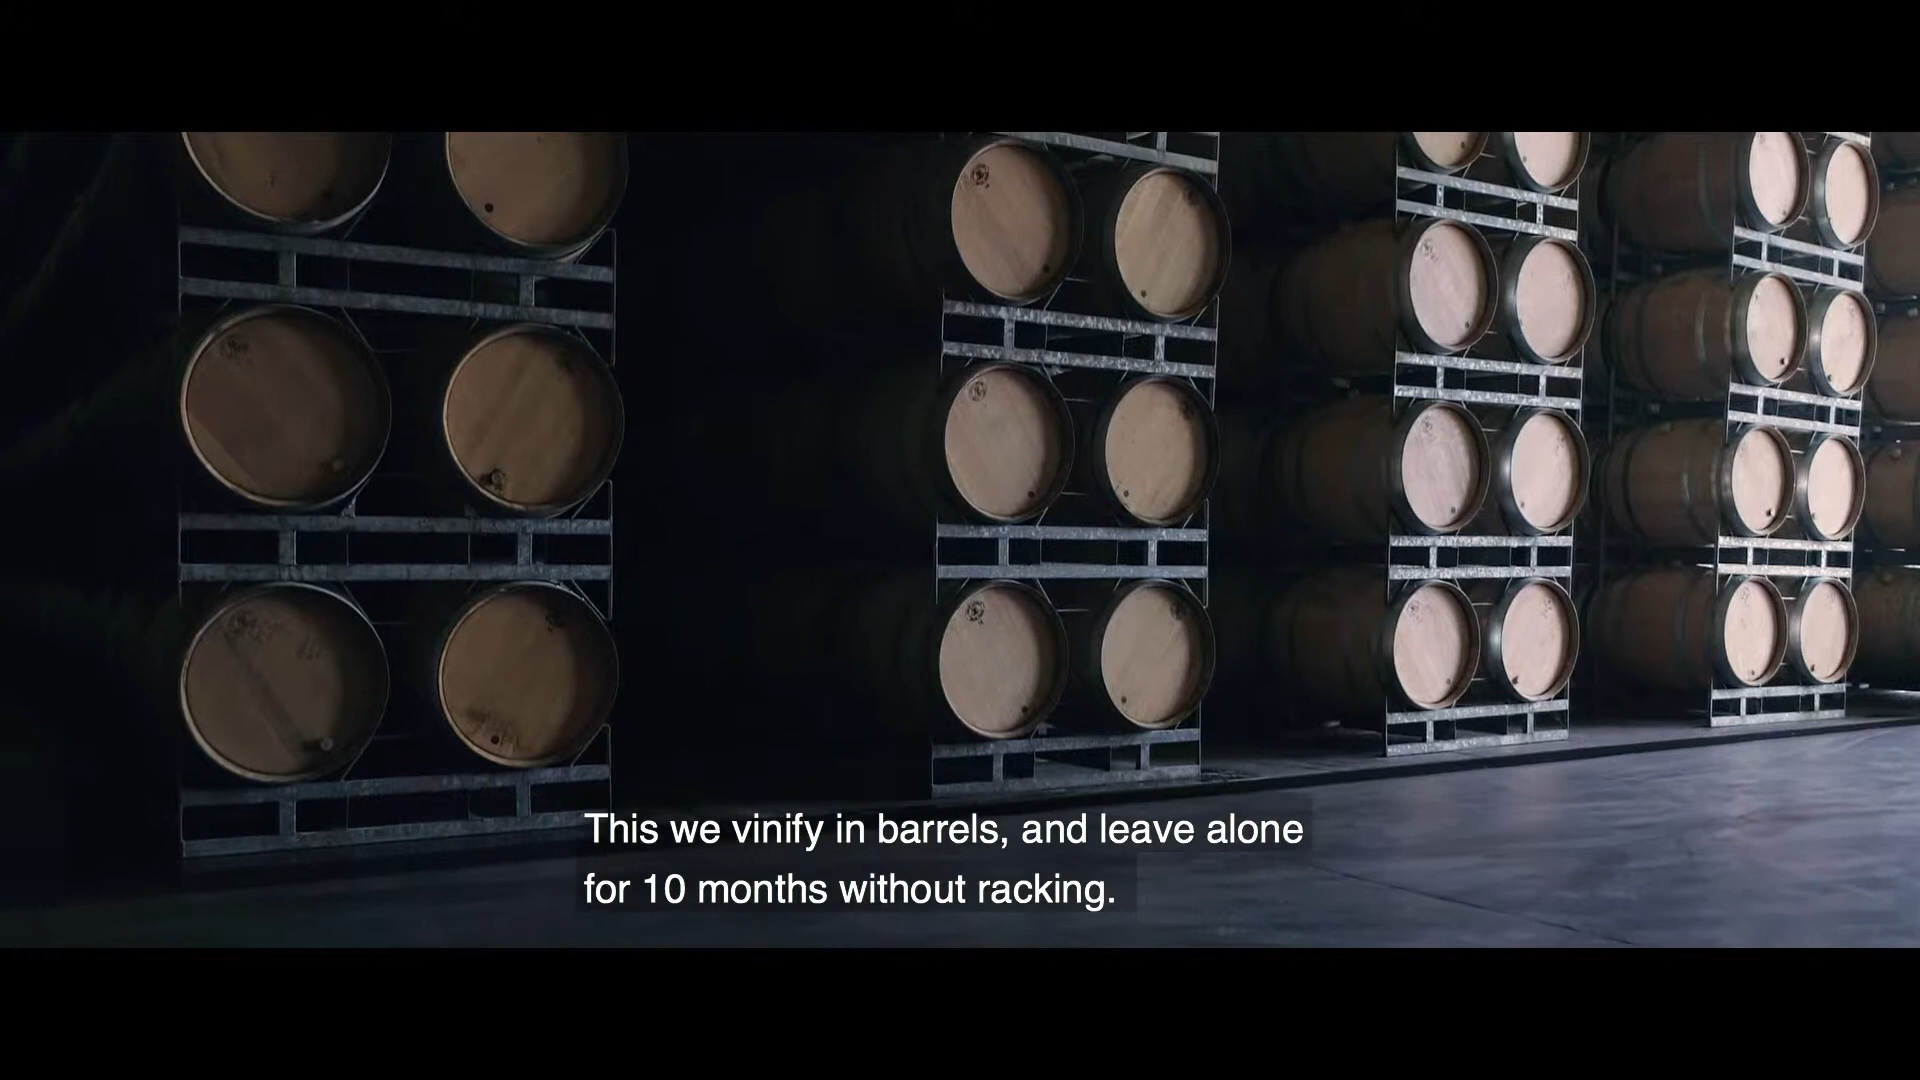 This we vinify in barrels, and leave alone
for 10 months without racking.